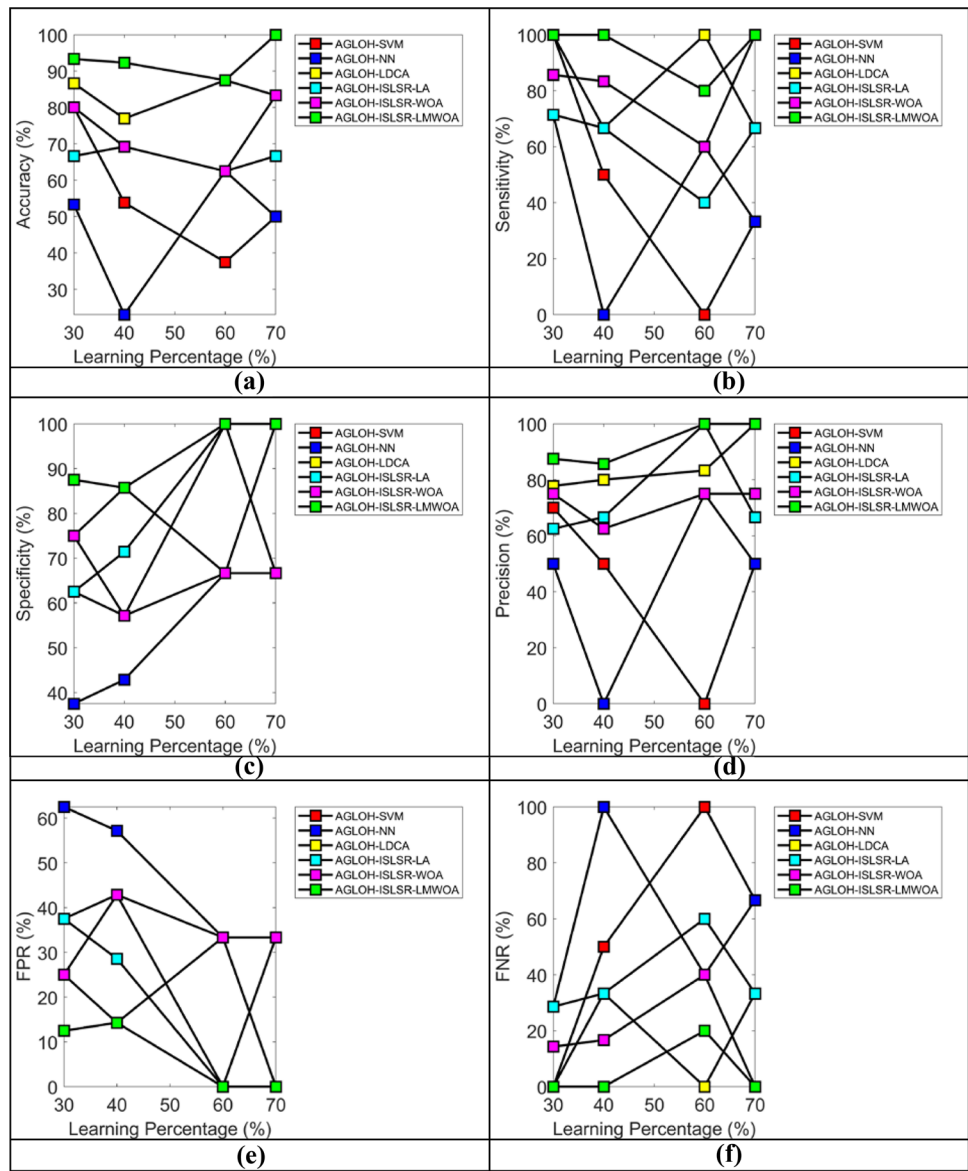 100
90
80
70
60
50
40
30
Accuracy (%)
30 40 50 60 70
Learning Percentage (%)
AGLOH-SVM
AGLOH-NN
AGLOH-LDCA
AGLOH-ISLSR-LA
AGLOH-ISLSR-WOA
AGLOH-ISLSR-LMWOA
(a)
100
80
60
40
20
0
Sensitivity (%)
30 40 50 60 70
Learning Percentage (%)
AGLOH-SVM
AGLOH-NN
AGLOH-LDCA
AGLOH-ISLSR-LA
AGLOH-ISLSR-WOA
AGLOH-ISLSR-LMWOA
(b)
100
90
80
70
60
50
40
Specificity (%)
30 40 50 60 70
Learning Percentage (%)
AGLOH-SVM
AGLOH-NN
AGLOH-LDCA
AGLOH-ISLSR-LA
AGLOH-ISLSR-WOA
AGLOH-ISLSR-LMWOA
(c)
100
80
60
40
20
0
Precision (%)
30 40 50 60 70
Learning Percentage (%)
AGLOH-SVM
AGLOH-NN
AGLOH-LDCA
AGLOH-ISLSR-LA
AGLOH-ISLSR-WOA
AGLOH-ISLSR-LMWOA
(d)
60
50
40
30
20
10
0
FPR (%)
30 40 50 60 70
Learning Percentage (%)
AGLOH-SVM
AGLOH-NN
AGLOH-LDCA
AGLOH-ISLSR-LA
AGLOH-ISLSR-WOA
AGLOH-ISLSR-LMWOA
(e)
100
80
60
40
20
0
FNR (%)
30 40 50 60 70
Learning Percentage (%)
AGLOH-SVM
AGLOH-NN
AGLOH-LDCA
AGLOH-ISLSR-LA
AGLOH-ISLSR-WOA
AGLOH-ISLSR-LMWOA
(f)